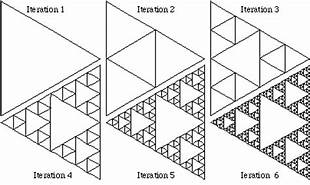 Iteration 1
Iteration 2
Iteration 3
Iteration 4
Iteration 5
Iteration 6